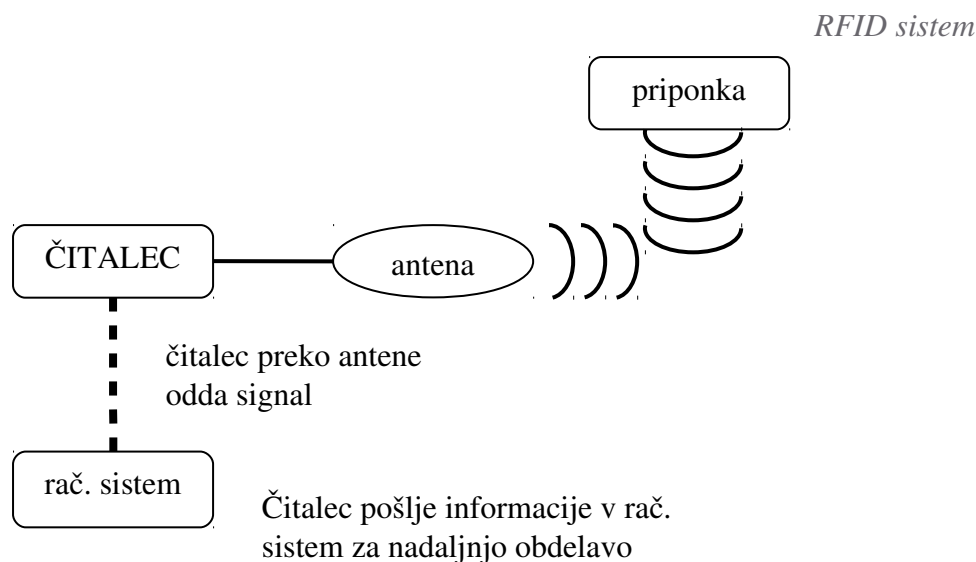 RFID sistem
priponka
ČITALEC
antena
čitalec preko antene
odda signal
rač. sistem
Čitalec pošlje informacije v rač.
sistem za nadaljnjo obdelavo